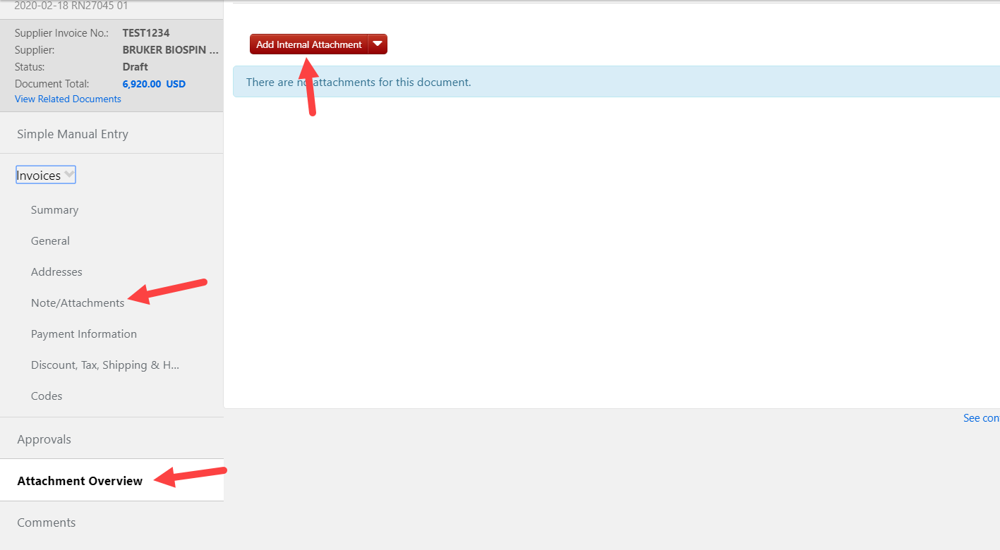 2020-02-18 RN27045 01
Supplier Invoice No.: TEST1234
Supplier: BRUKER BIOSPIN ...
Status: Draft
Document Total: 6,920.00 USD
View Related Documents
Simple Manual Entry
Invoices
Summary
General
Addresses
Note/Attachments
Payment Information
Discount, Tax, Shipping & H...
Codes
Approvals
Attachment Overview
Comments
Add Internal Attachment
There are no attachments for this document.
See